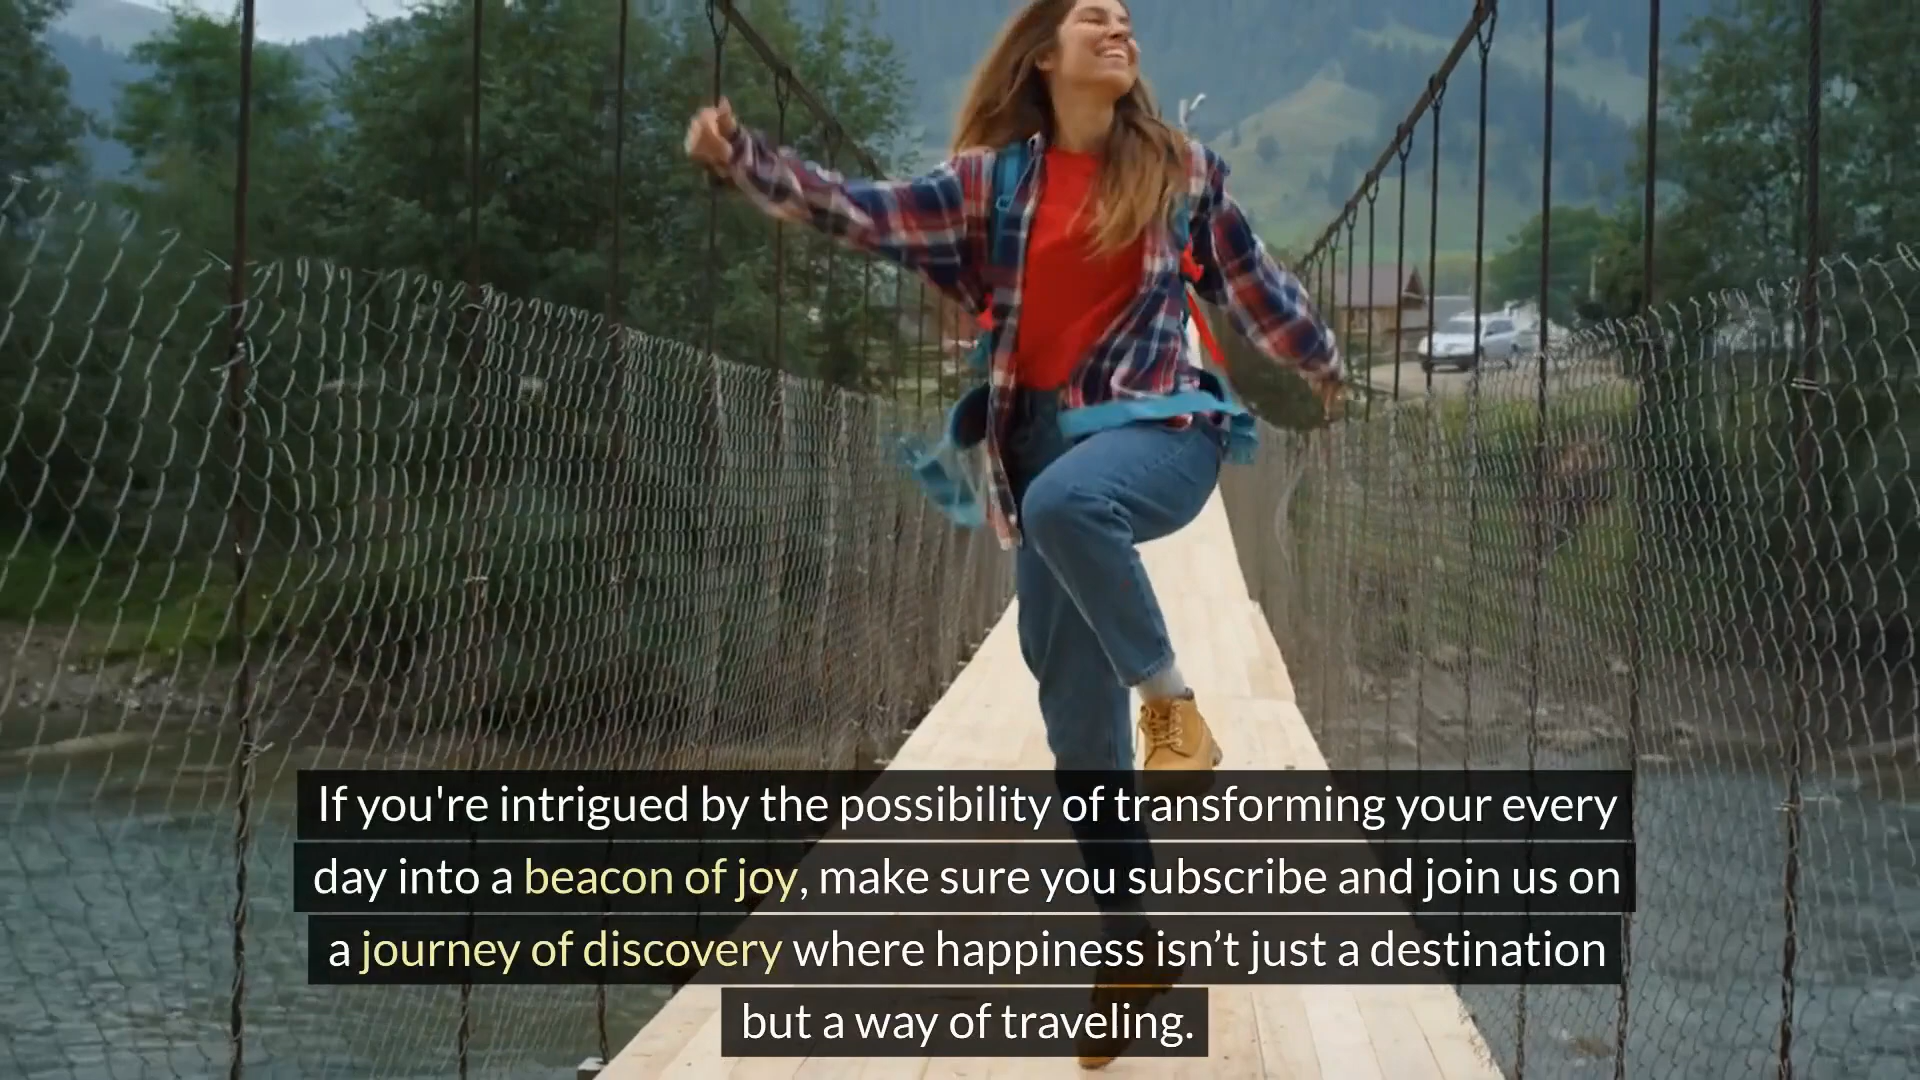 If you're intrigued by the possibility of transforming your every
day into a beacon of joy, make sure you subscribe and join us on
a journey of discovery where happiness isn’t just a destination
but a way of traveling.